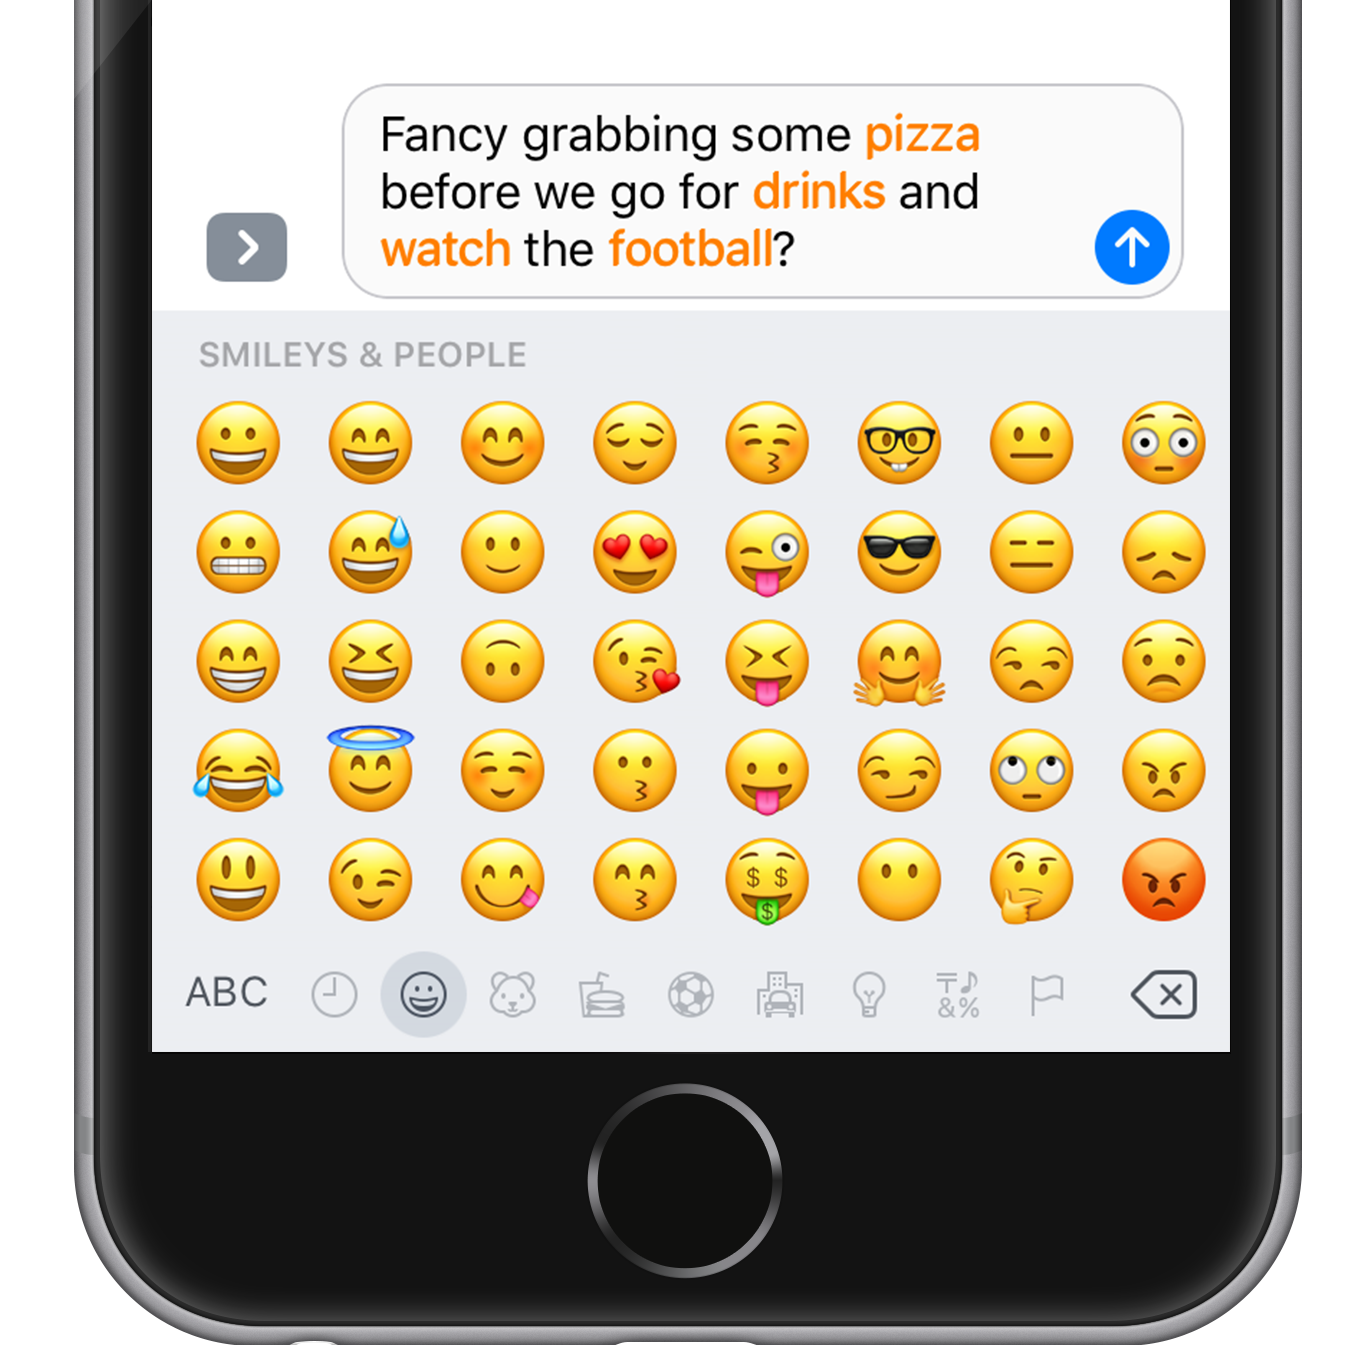 Fancy grabbing some pizza
before we go for drinks and
watch the football?
SMILEYS & PEOPLE
ABC
&%